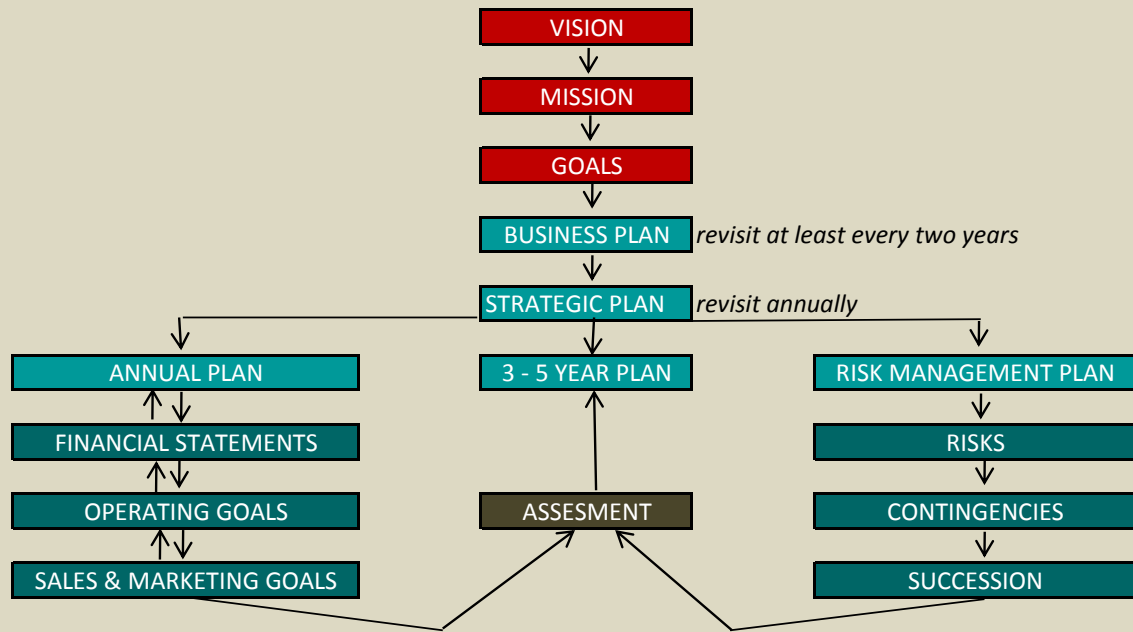 VISION
MISSION
GOALS
BUSINESS PLAN revisit at least every two years
STRATEGIC PLAN revisit annually
ANNUAL PLAN 3 - 5 YEAR PLAN RISK MANAGEMENT PLAN
FINANCIAL STATEMENTS RISKS
OPERATING GOALS ASSESMENT CONTINGENCIES
SALES & MARKETING GOALS SUCCESSION